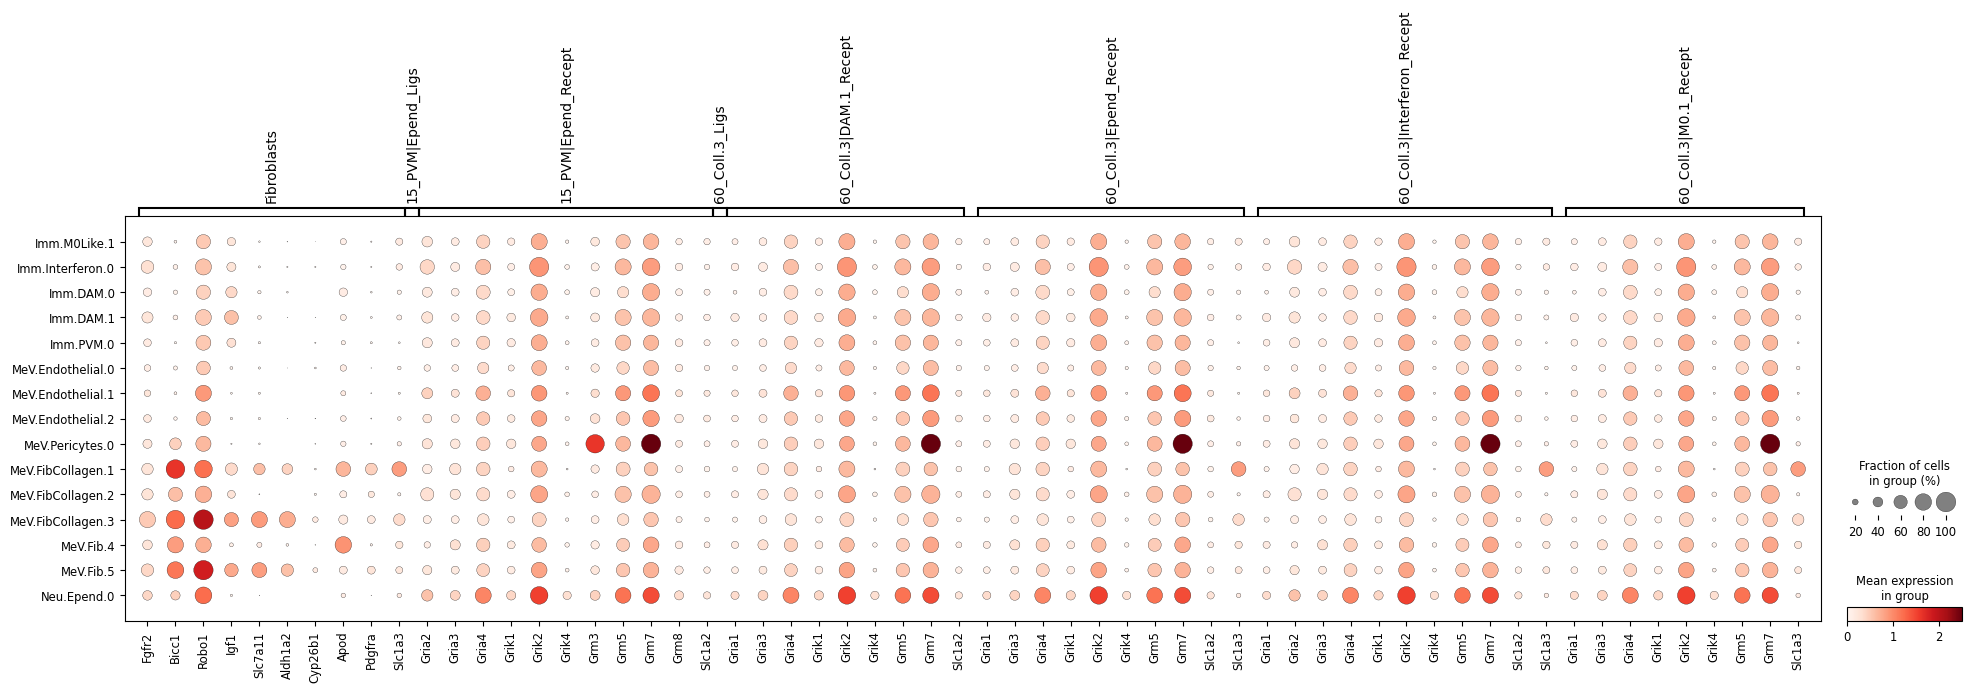 Fibroblasts
15_PVM|Epend_Ligs
15_PVM|Epend_Recept
60_Coll.3_Ligs
60_Coll.3|DAM.1_Recept
60_Coll.3|Epend_Recept
60_Coll.3|Interferon_Recept
60_Coll.3|M0.1_Recept
Imm.M0Like.1
Imm.Interferon.0
Imm.DAM.0
Imm.DAM.1
Imm.PVM.0
MeV.Endothelial.0
MeV.Endothelial.1
MeV.Endothelial.2
MeV.Pericytes.0
MeV.FibCollagen.1
MeV.FibCollagen.2
MeV.FibCollagen.3
MeV.Fib.4
MeV.Fib.5
Neu.Epend.0
Fgfr2
Bicc1
Robo1
Igf1
Slc7a11
Aldh1a2
Cyp26b1
Apod
Pdgfra
Slc1a3
Gria2
Gria3
Gria4
Grik1
Grik2
Grik4
Grm3
Grm5
Grm7
Grm8
Slc1a2
Gria1
Gria3
Gria4
Grik1
Grik2
Grik4
Grm5
Grm7
Slc1a2
Gria1
Gria3
Gria4
Grik1
Grik2
Grik4
Grm5
Grm7
Slc1a2
Slc1a3
Gria1
Gria2
Gria3
Gria4
Grik1
Grik2
Grik4
Grm5
Grm7
Slc1a2
Slc1a3
Gria1
Gria3
Gria4
Grik1
Grik2
Grik4
Grm5
Grm7
Slc1a3
Fraction of cells
in group (%)
20 40 60 80 100
Mean expression
in group
0 1 2